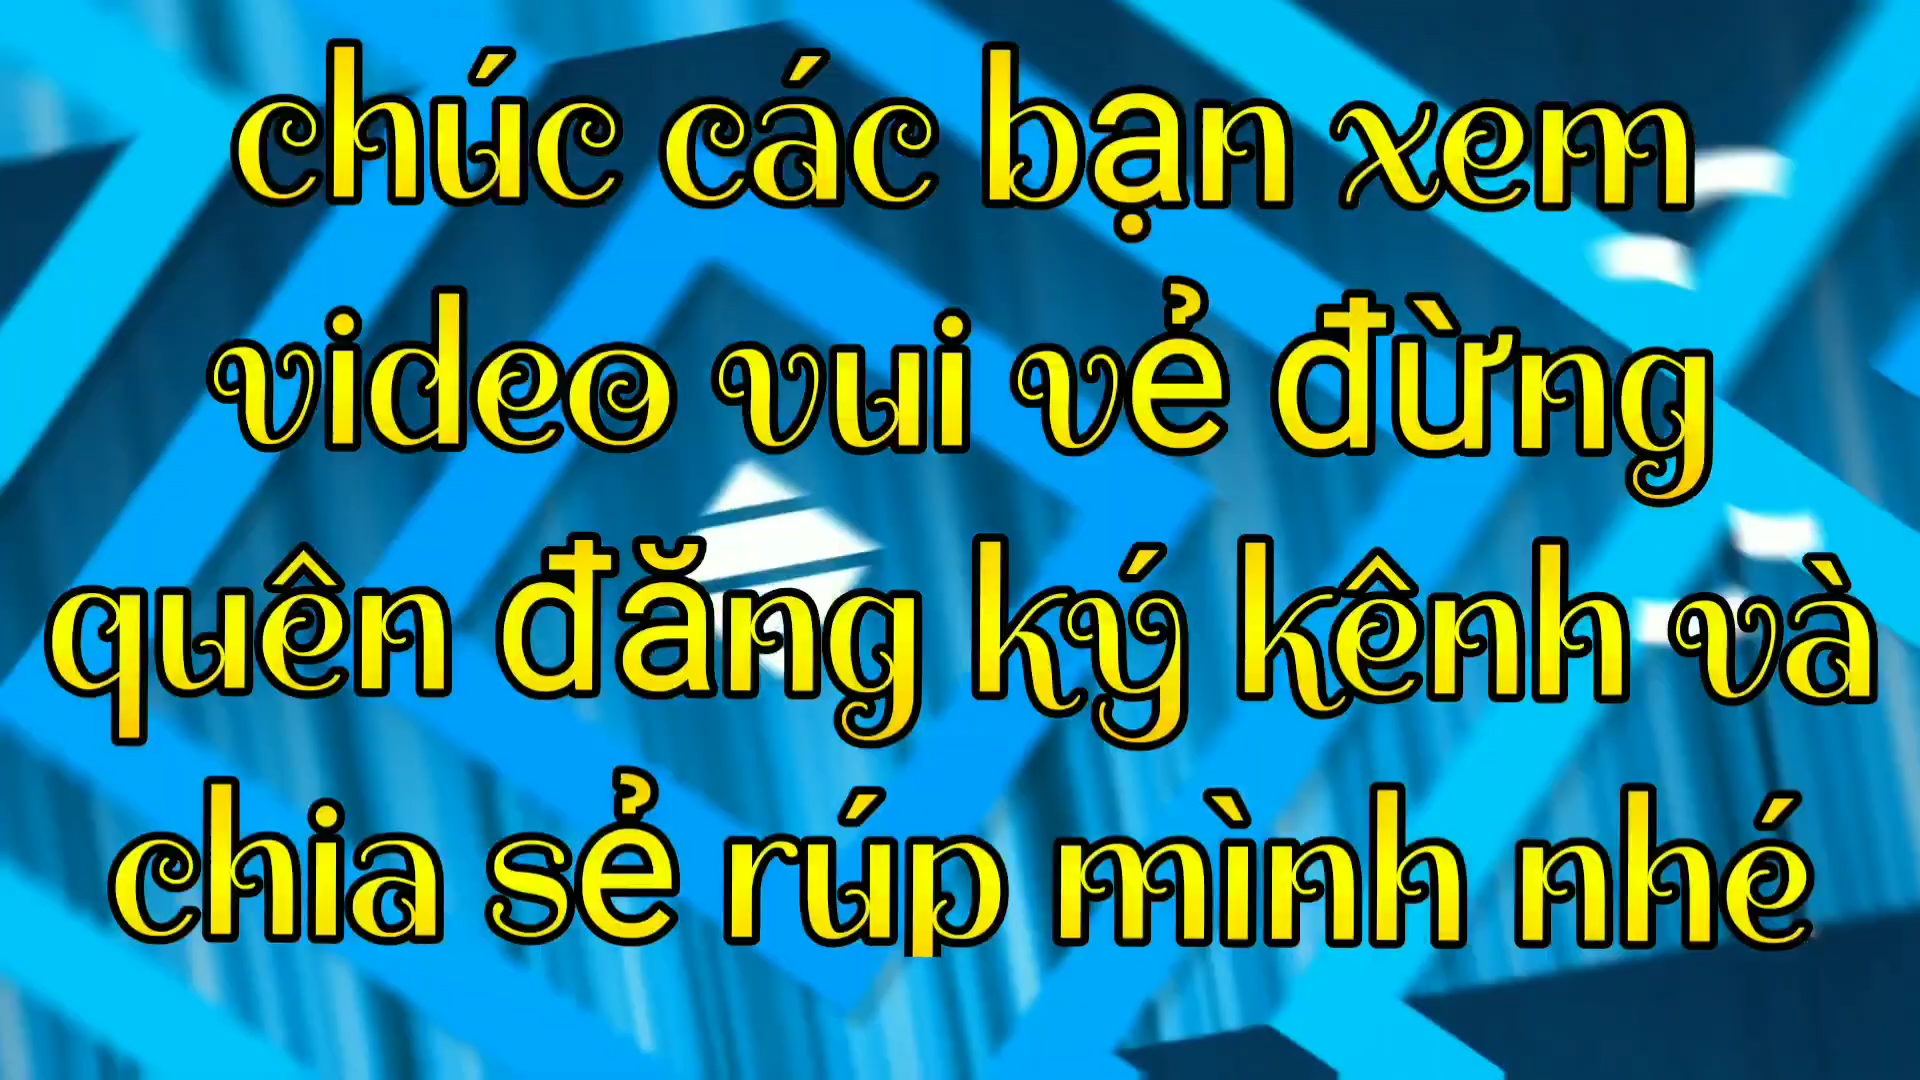 chúc các bạn xem
video vui vẻ đừng
quên đăng ký kênh và
chia sẻ rúp mình nhé